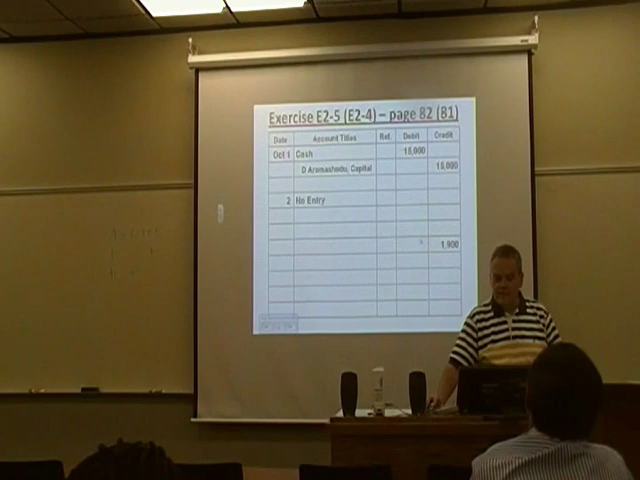 Exercise E2-5 (E2-4) – page 82 (81)
Date Account Titles Ref. Debit Credit
Oct 1 Cash 15,000
D Aromashodu, Capital 15,000
2 No Entry
1,900